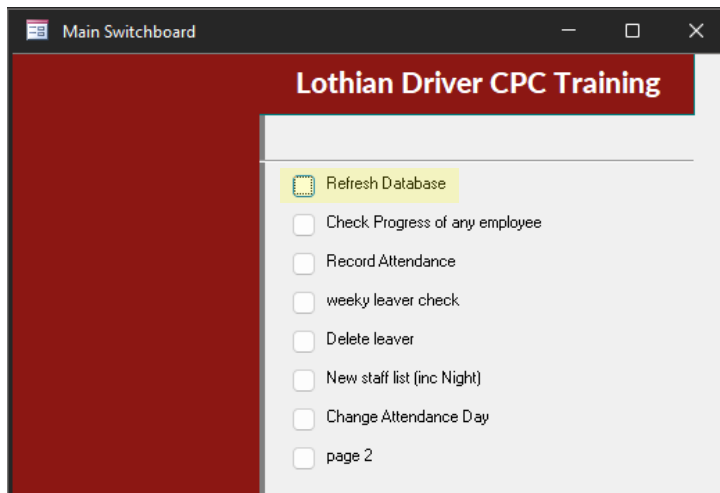 Main Switchboard
Lothian Driver CPC Training
Refresh Database
Check Progress of any employee
Record Attendance
weekly leaver check
Delete leaver
New staff list (inc Night)
Change Attendance Day
page 2